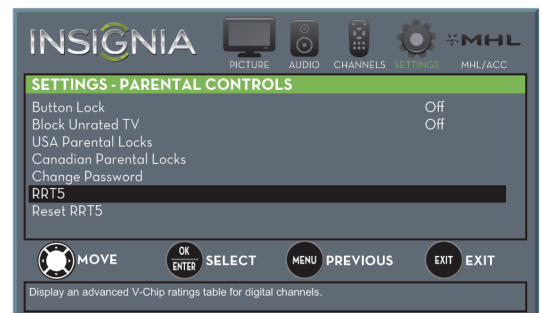 INSIGNIA
PICTURE AUDIO CHANNELS SETTINGS MHL MHL/ACC
SETTINGS - PARENTAL CONTROLS
Button Lock Off
Block Unrated TV Off
USA Parental Locks
Canadian Parental Locks
Change Password
RRT5
Reset RRT5
MOVE OK ENTER SELECT MENU PREVIOUS EXIT EXIT
Display an advanced V-Chip ratings table for digital channels.